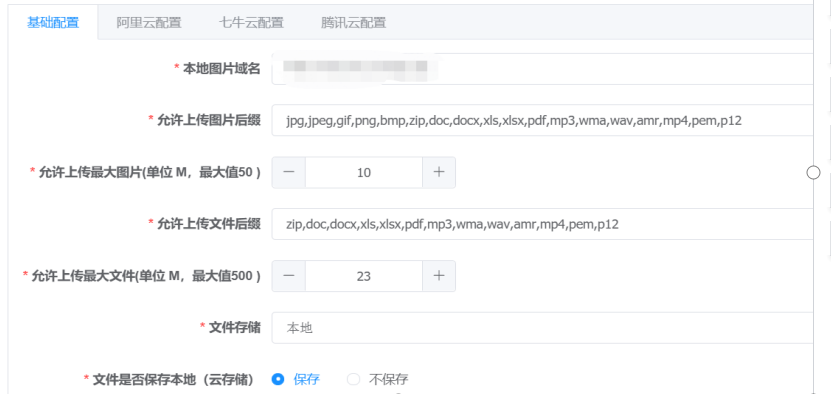 基础配置 阿里云配置 七牛云配置 腾讯云配置
* 本地图片域名
* 允许上传图片后缀 jpg,jpeg,gif,png,bmp,zip,doc,docx,xls,xlsx,pdf,mp3,wma,wav,amr,mp4,pem,p12
* 允许上传最大图片(单位 M，最大值50 ) — 10 +
* 允许上传文件后缀 zip,doc,docx,xls,xlsx,pdf,mp3,wma,wav,amr,mp4,pem,p12
* 允许上传最大文件(单位 M，最大值500 ) — 23 +
* 文件存储 本地
* 文件是否保存本地（云存储） 保存 不保存